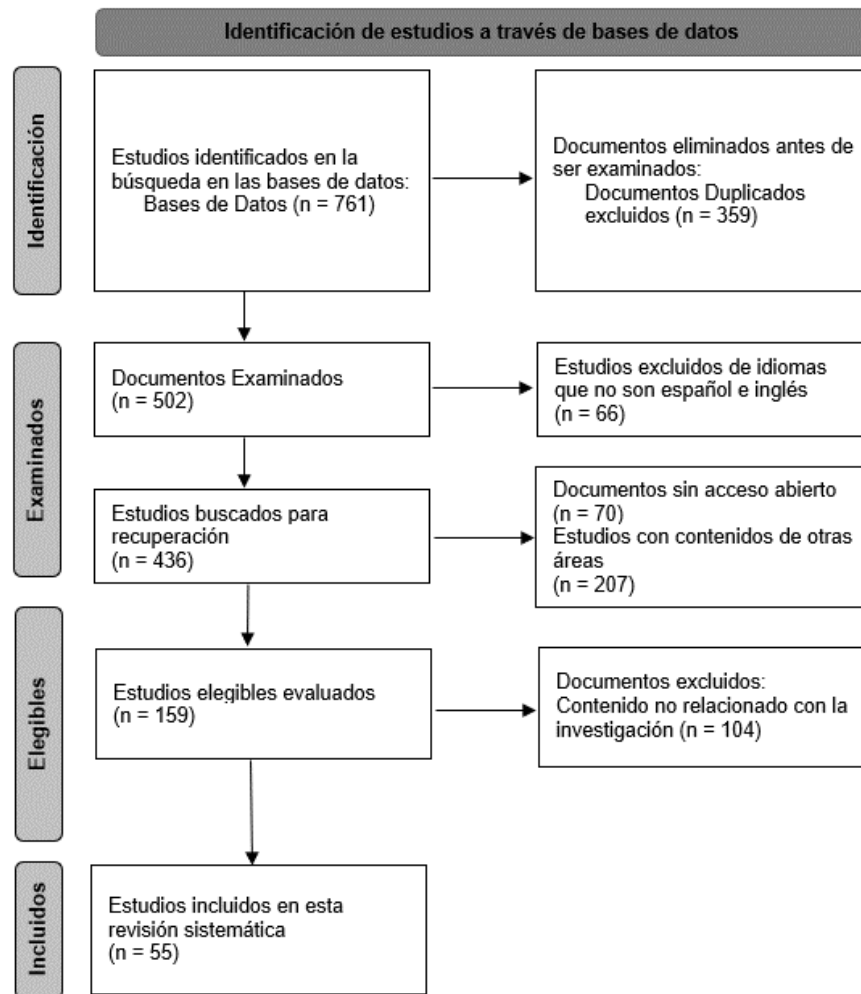 Identificación de estudios a través de bases de datos
Identificación
Estudios identificados en la
búsqueda en las bases de datos:
Bases de Datos (n = 761)
Documentos eliminados antes de
ser examinados:
Documentos Duplicados
excluidos (n = 359)
Examinados
Documentos Examinados
(n = 502)
Estudios excluidos de idiomas
que no son español e inglés
(n = 66)
Estudios buscados para
recuperación
(n = 436)
Documentos sin acceso abierto
(n = 70)
Estudios con contenidos de otras
áreas
(n = 207)
Elegibles
Estudios elegibles evaluados
(n = 159)
Documentos excluidos:
Contenido no relacionado con la
investigación (n = 104)
Incluidos
Estudios incluidos en esta
revisión sistemática
(n = 55)